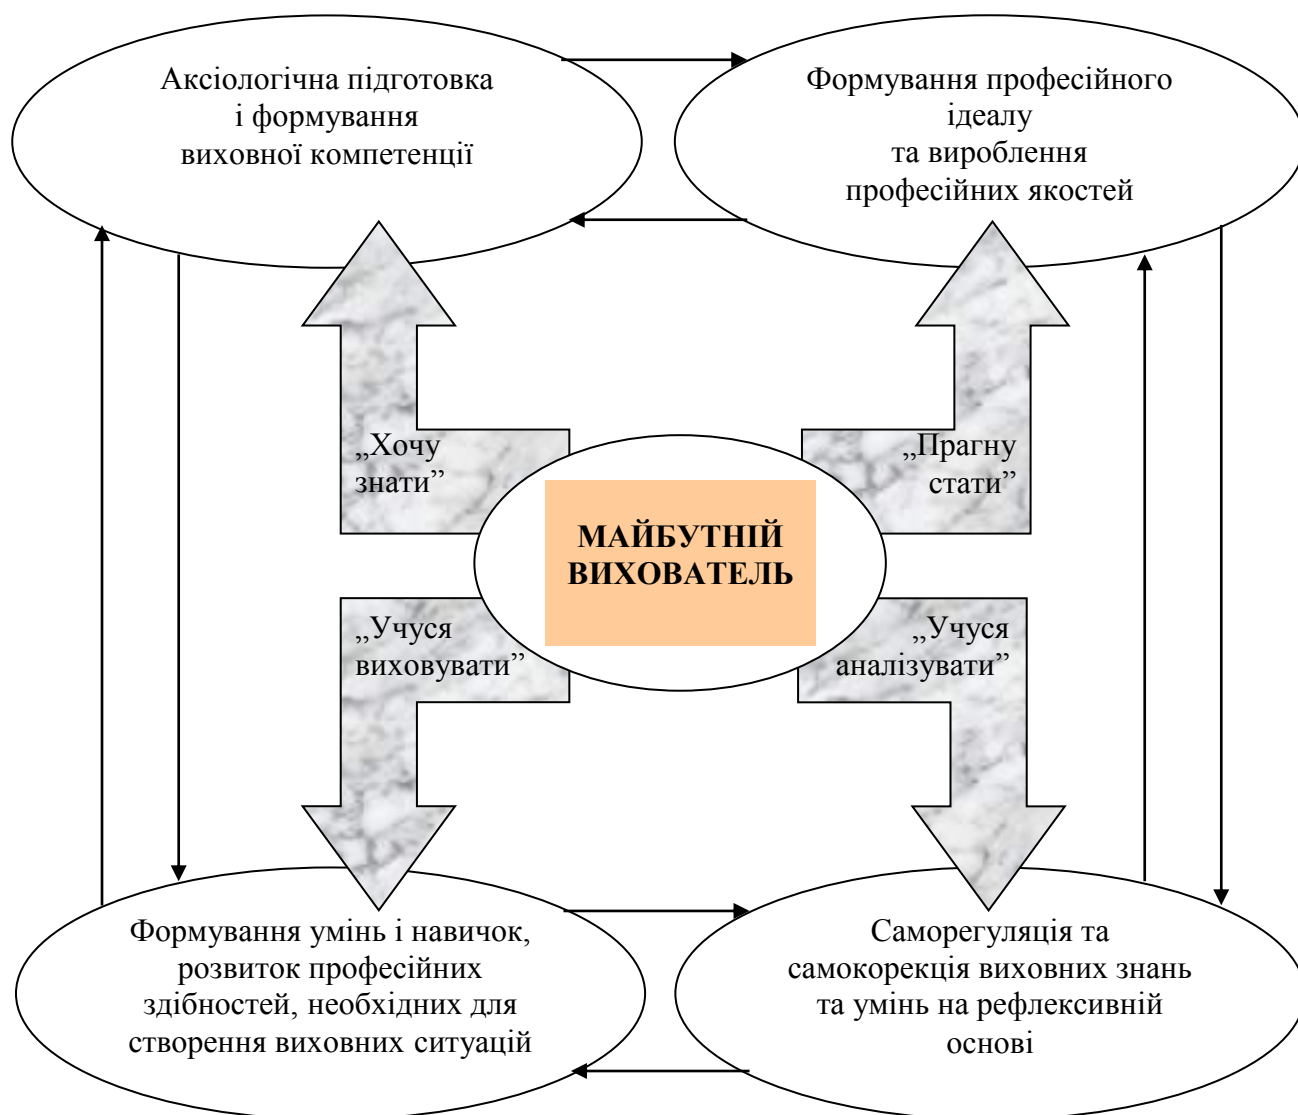 Аксіологічна підготовка
і формування
виховної компетенції
Формування професійного
ідеалу
та вироблення
професійних якостей
„Хочу
знати”
„Прагну
стати”
МАЙБУТНІЙ
ВИХОВАТЕЛЬ
„Учуся
виховувати”
„Учуся
аналізувати”
Формування умінь і навичок,
розвиток професійних
здібностей, необхідних для
створення виховних ситуацій
Саморегуляція та
самокорекція виховних знань
та умінь на рефлексивній
основі